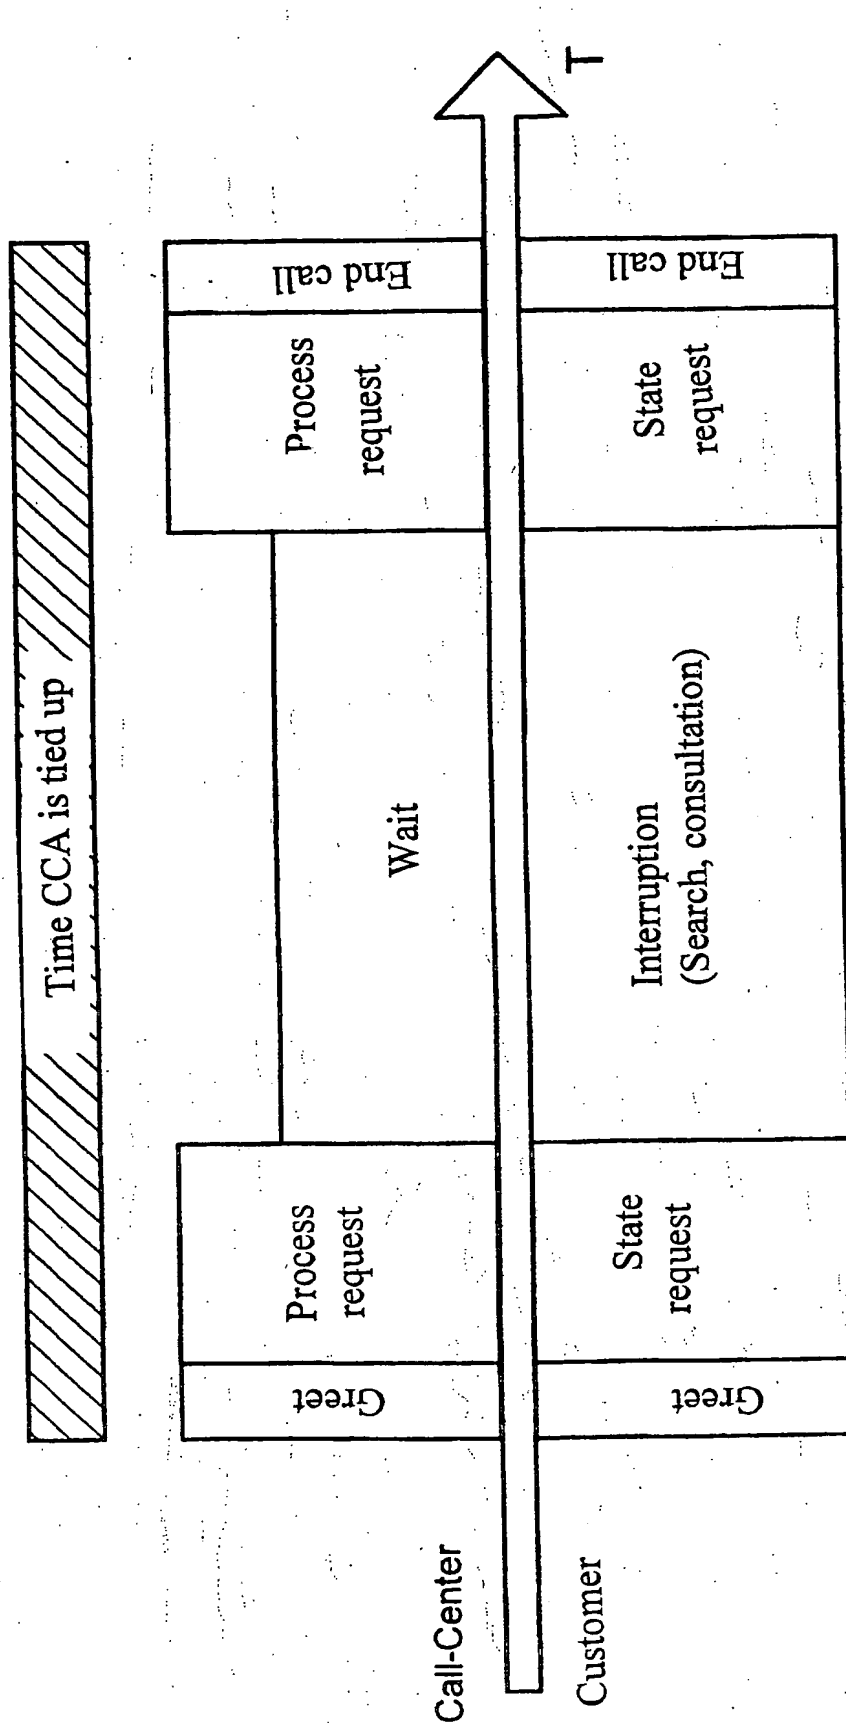 Time CCA is tied up
Call-Center
Greet
Process
request
Wait
Process
request
End call
T
Customer
Greet
State
request
Interruption
(Search, consultation)
State
request
End call